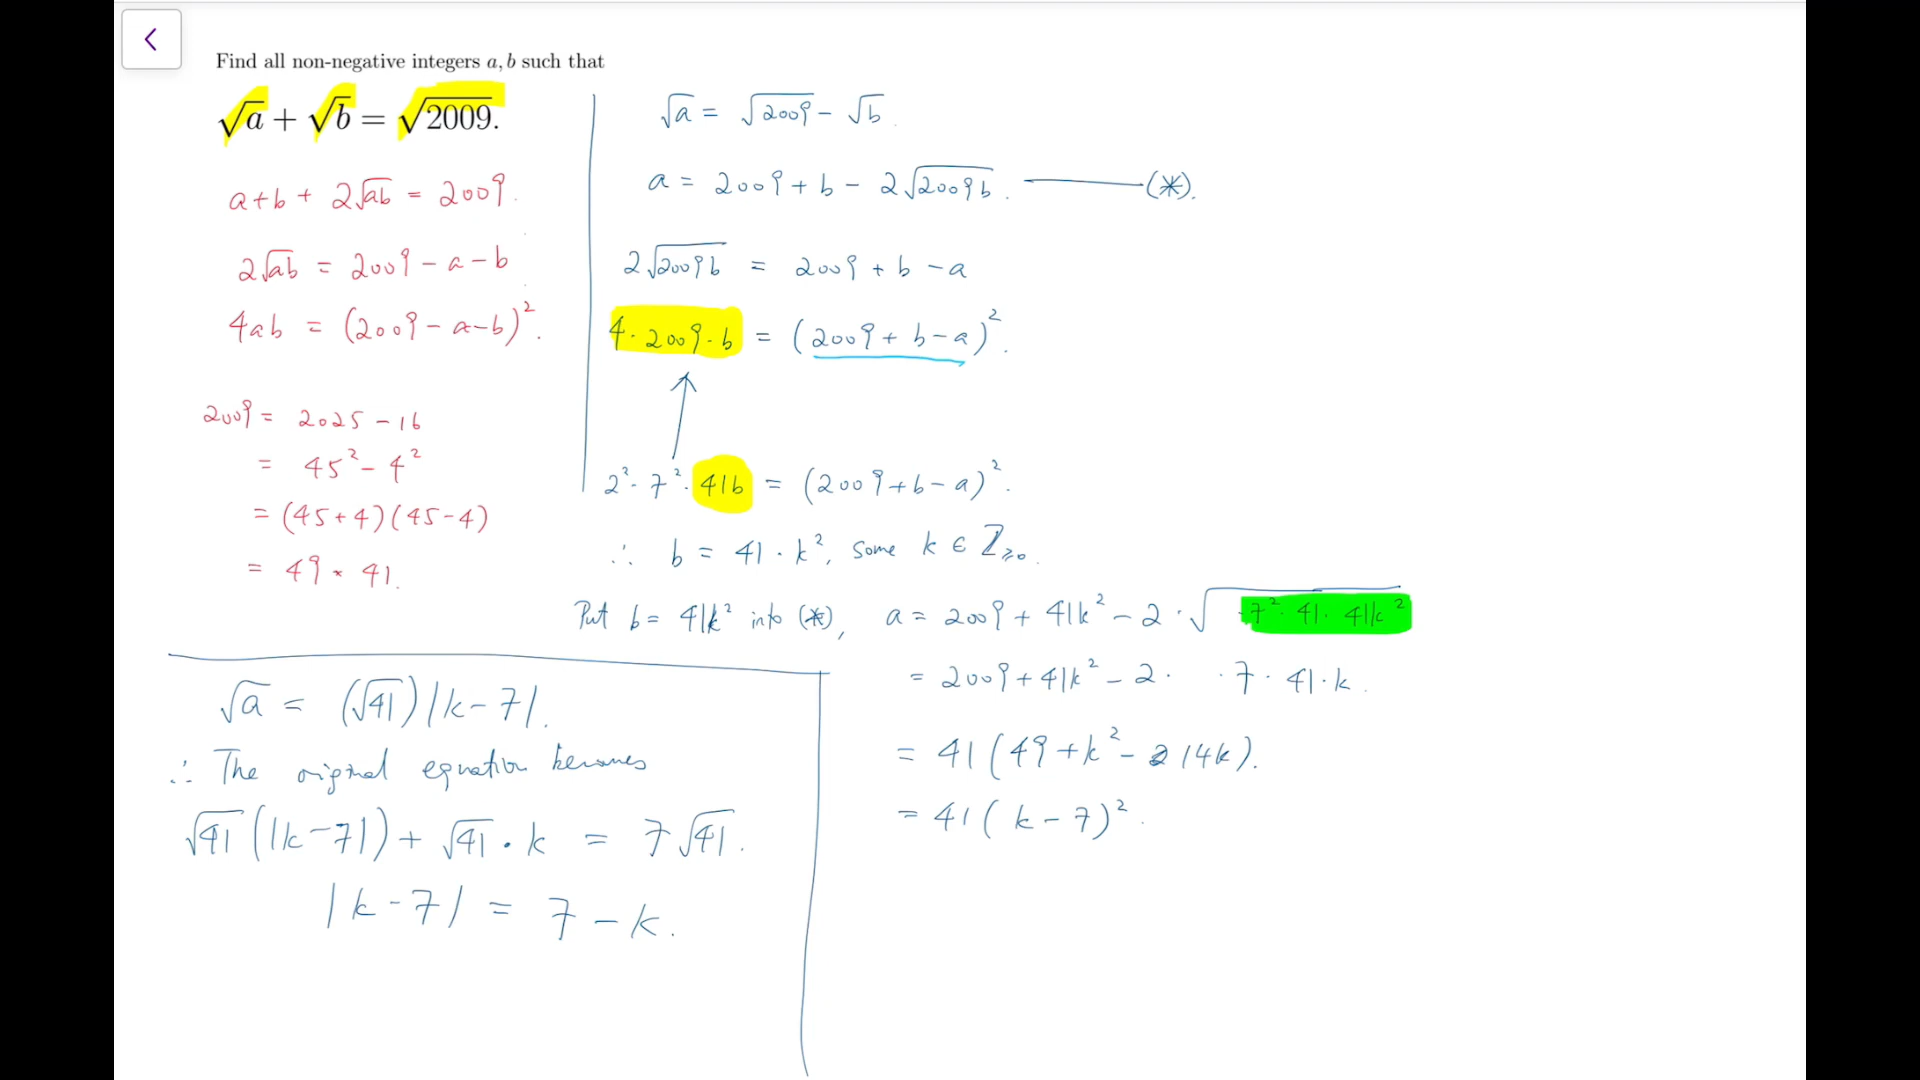 Find all non-negative integers a, b such that
√a + √b = √2009.
a+b + 2√ab = 2009.
2√ab = 2009 - a - b
4ab = (2009 - a - b)².
2009 = 2025 - 16
= 45² - 4²
= (45+4)(45-4)
= 49 × 41.
√a = √2009 - √b.
a = 2009 + b - 2√2009b. ——— (*).
2√2009b = 2009 + b - a
4·2009·b = (2009 + b - a)².
2²·7²·41b = (2009 + b - a)².
∴ b = 41·k², some k ∈ ℤ≥0.
Put b = 41k² into (*), a = 2009 + 41k² - 2·√7²·41·41k²
= 2009 + 41k² - 2· ·7·41·k.
= 41(49 + k² - 14k).
= 41(k - 7)².
√a = (√41)|k - 7|.
∴ The original equation becomes
√41(|k-7|) + √41·k = 7√41.
|k - 7| = 7 - k.